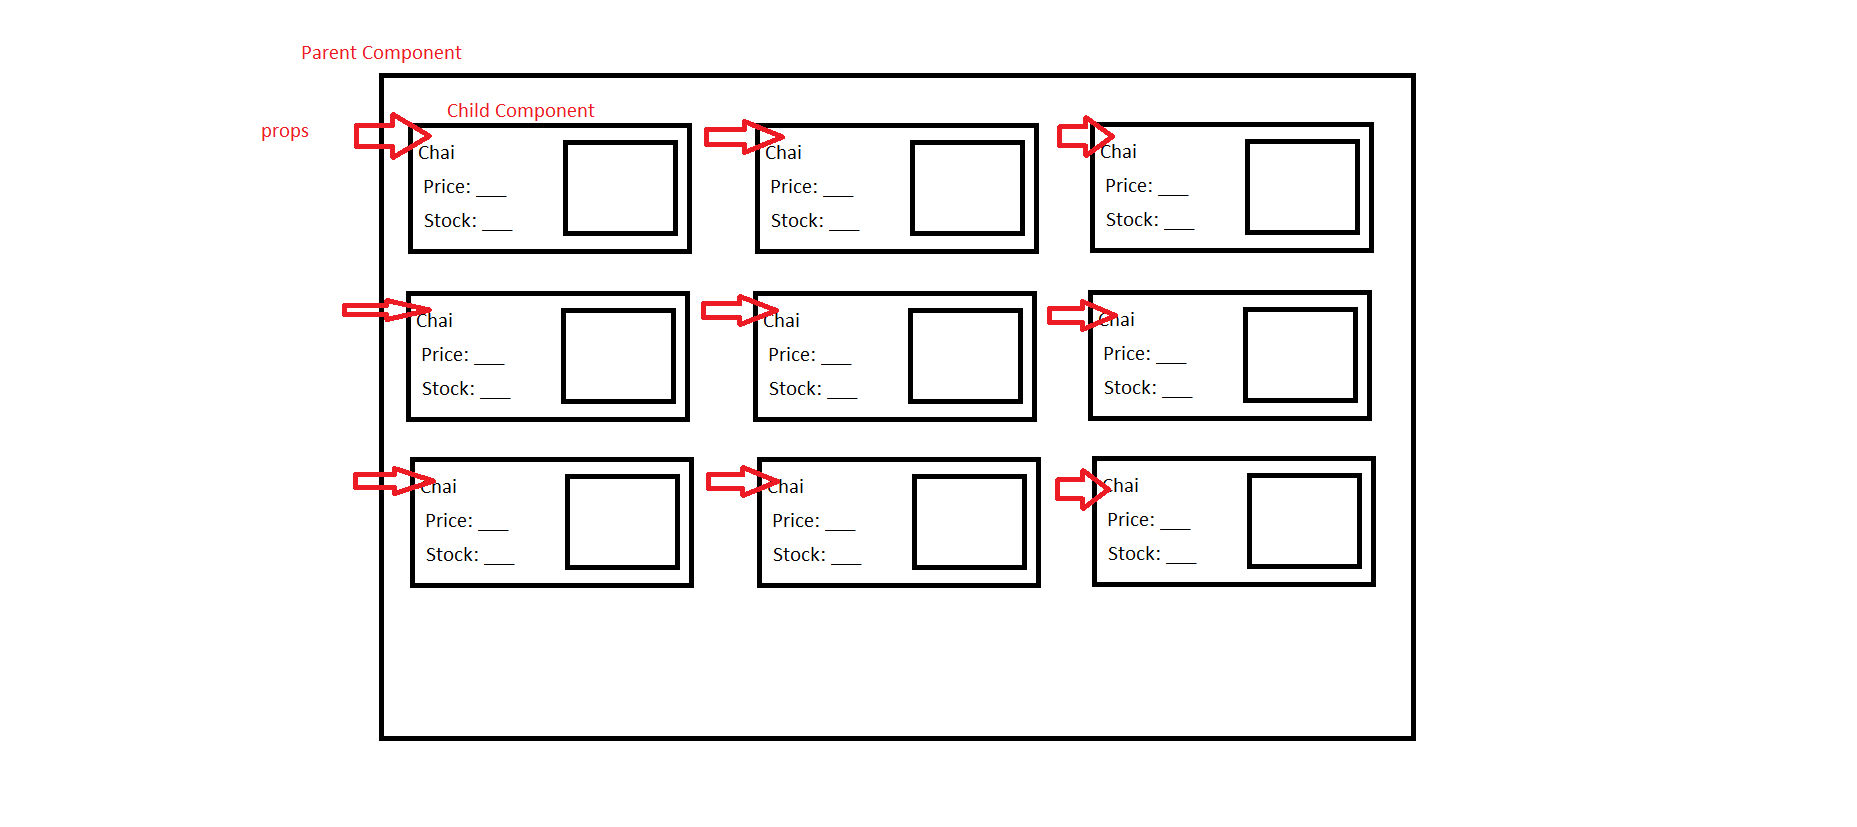 Parent Component
Child Component
props
Chai
Price: ___
Stock: ___
Chai
Price: ___
Stock: ___
Chai
Price: ___
Stock: ___
Chai
Price: ___
Stock: ___
Chai
Price: ___
Stock: ___
Chai
Price: ___
Stock: ___
Chai
Price: ___
Stock: ___
Chai
Price: ___
Stock: ___
Chai
Price: ___
Stock: ___